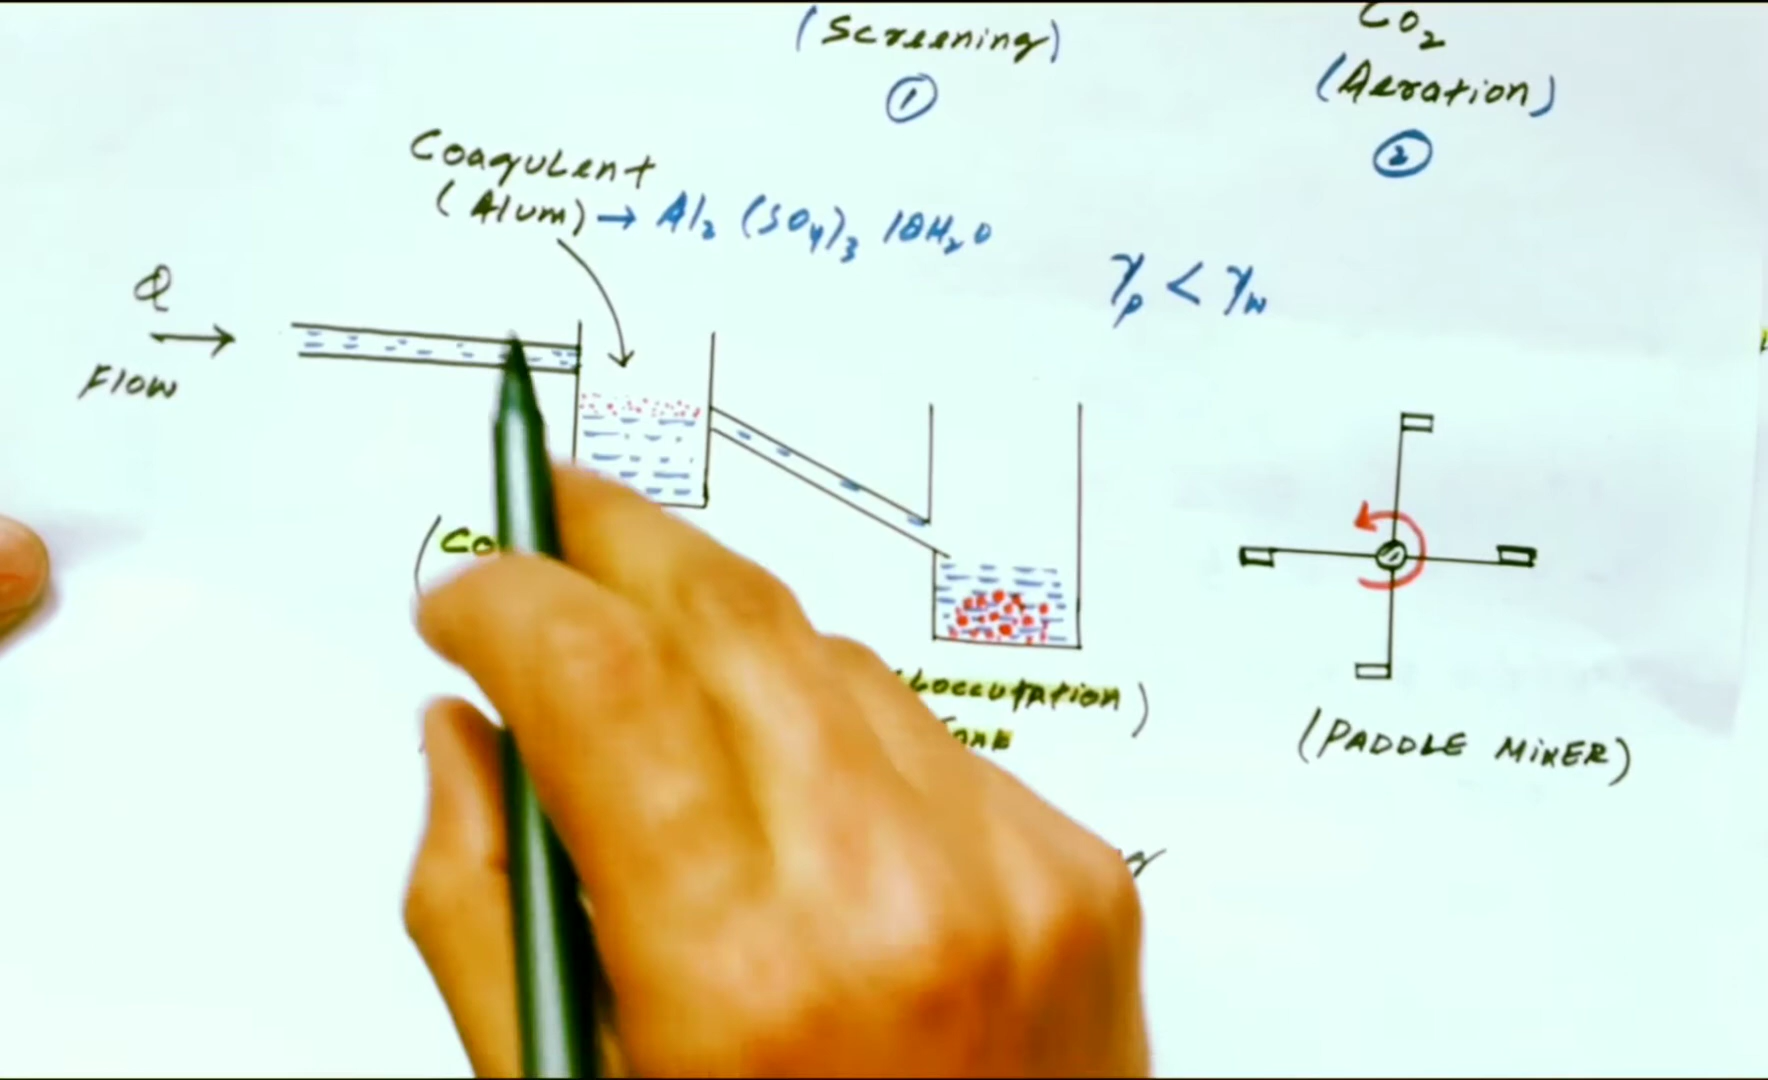 (Screening)
①
CO₂
(Aeration)
②
Coagulent
(Alum) → Al₂ (SO₄)₃ 18H₂O
γp < γw
Q
Flow
(PADDLE MIXER)